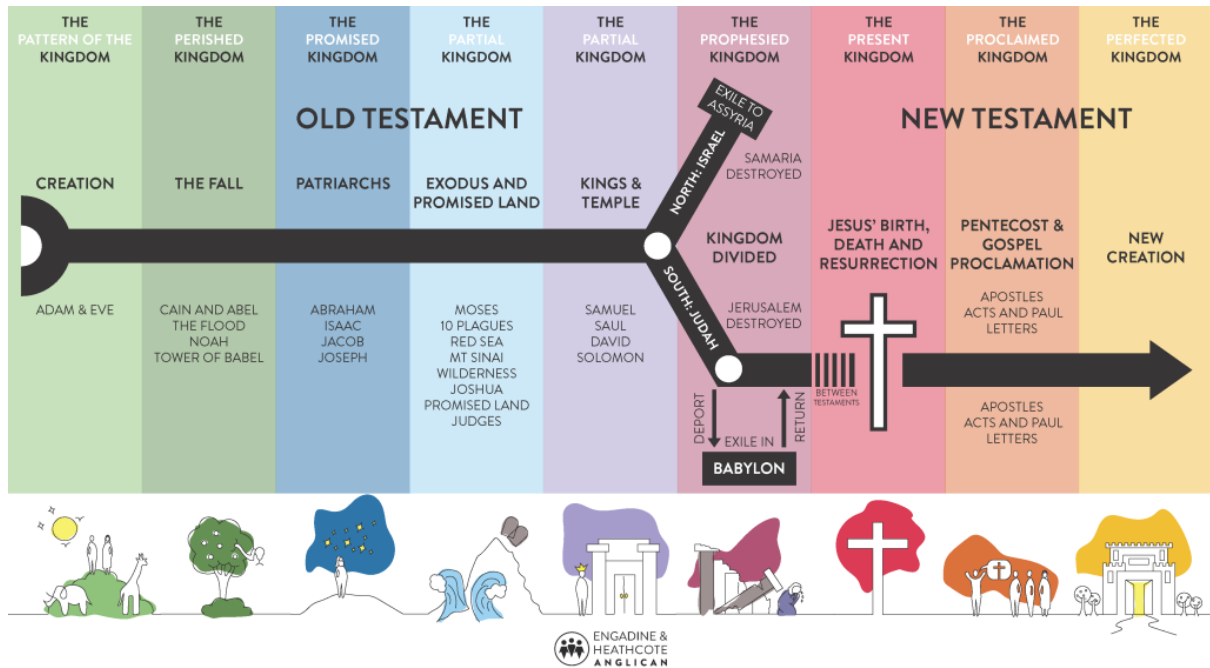 THE
PATTERN OF THE
KINGDOM
THE
PERISHED
KINGDOM
THE
PROMISED
KINGDOM
THE
PARTIAL
KINGDOM
THE
PARTIAL
KINGDOM
THE
PROPHESIED
KINGDOM
THE
PRESENT
KINGDOM
THE
PROCLAIMED
KINGDOM
THE
PERFECTED
KINGDOM
OLD TESTAMENT
NEW TESTAMENT
CREATION
THE FALL
PATRIARCHS
EXODUS AND
PROMISED LAND
KINGS &
TEMPLE
EXILE TO
ASSYRIA
NORTH: ISRAEL
SAMARIA
DESTROYED
KINGDOM
DIVIDED
SOUTH: JUDAH
JERUSALEM
DESTROYED
JESUS' BIRTH,
DEATH AND
RESURRECTION
PENTECOST &
GOSPEL
PROCLAMATION
NEW
CREATION
ADAM & EVE
CAIN AND ABEL
THE FLOOD
NOAH
TOWER OF BABEL
ABRAHAM
ISAAC
JACOB
JOSEPH
MOSES
10 PLAGUES
RED SEA
MT SINAI
WILDERNESS
JOSHUA
PROMISED LAND
JUDGES
SAMUEL
SAUL
DAVID
SOLOMON
APOSTLES
ACTS AND PAUL
LETTERS
BETWEEN
TESTAMENTS
DEPORT
EXILE IN
RETURN
BABYLON
APOSTLES
ACTS AND PAUL
LETTERS
ENGADINE &
HEATHCOTE
ANGLICAN